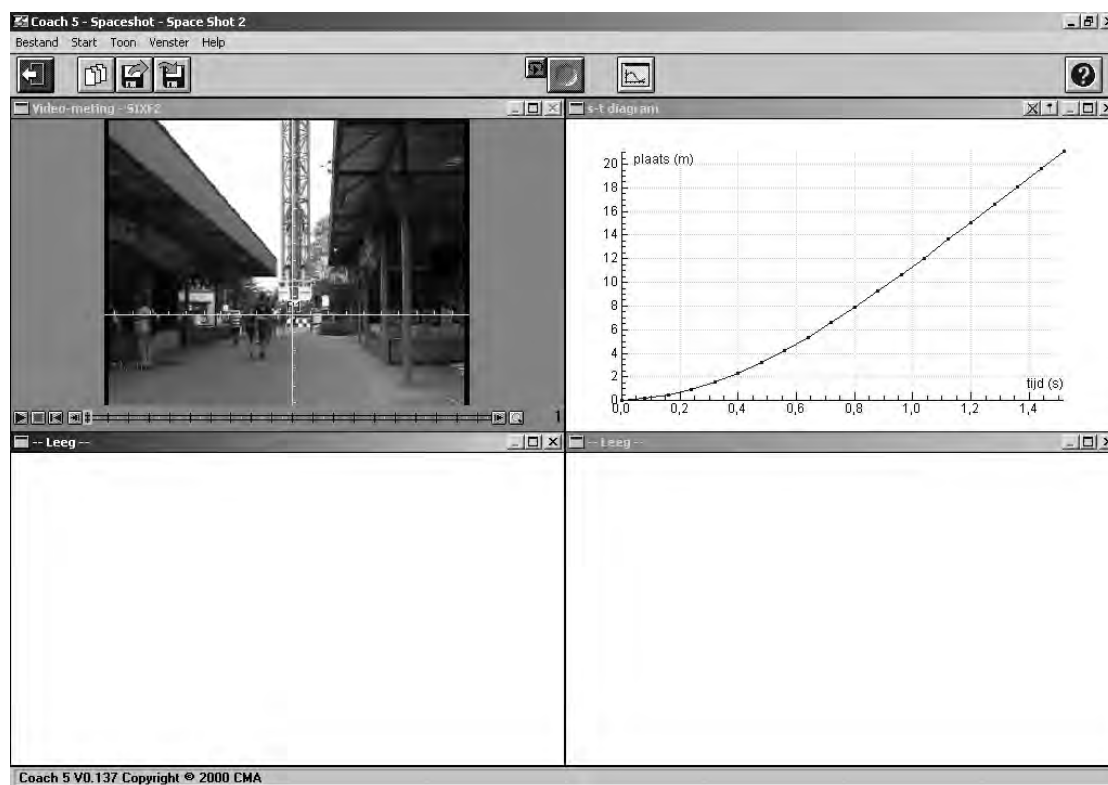 Coach 5 - Spaceshot - Space Shot 2
Bestand Start Toon Venster Help
Video-meting - SIXF2
s-t diagram
plaats (m)
20
18
16
14
12
10
8
6
4
2
0
0,0 0,2 0,4 0,6 0,8 1,0 1,2 1,4
tijd (s)
1
-- Leeg --
-- Leeg --
Coach 5 V0.137 Copyright © 2000 CMA